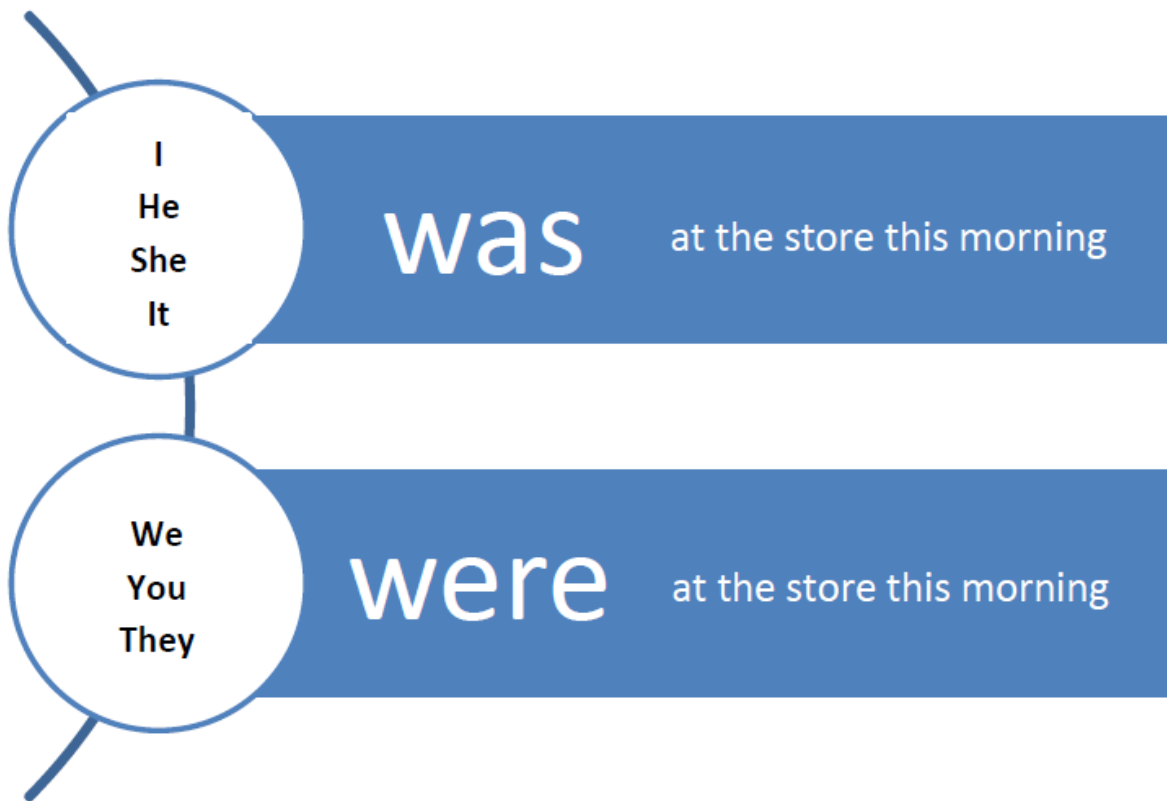 I
He
She
It
was
at the store this morning
We
You
They
were
at the store this morning